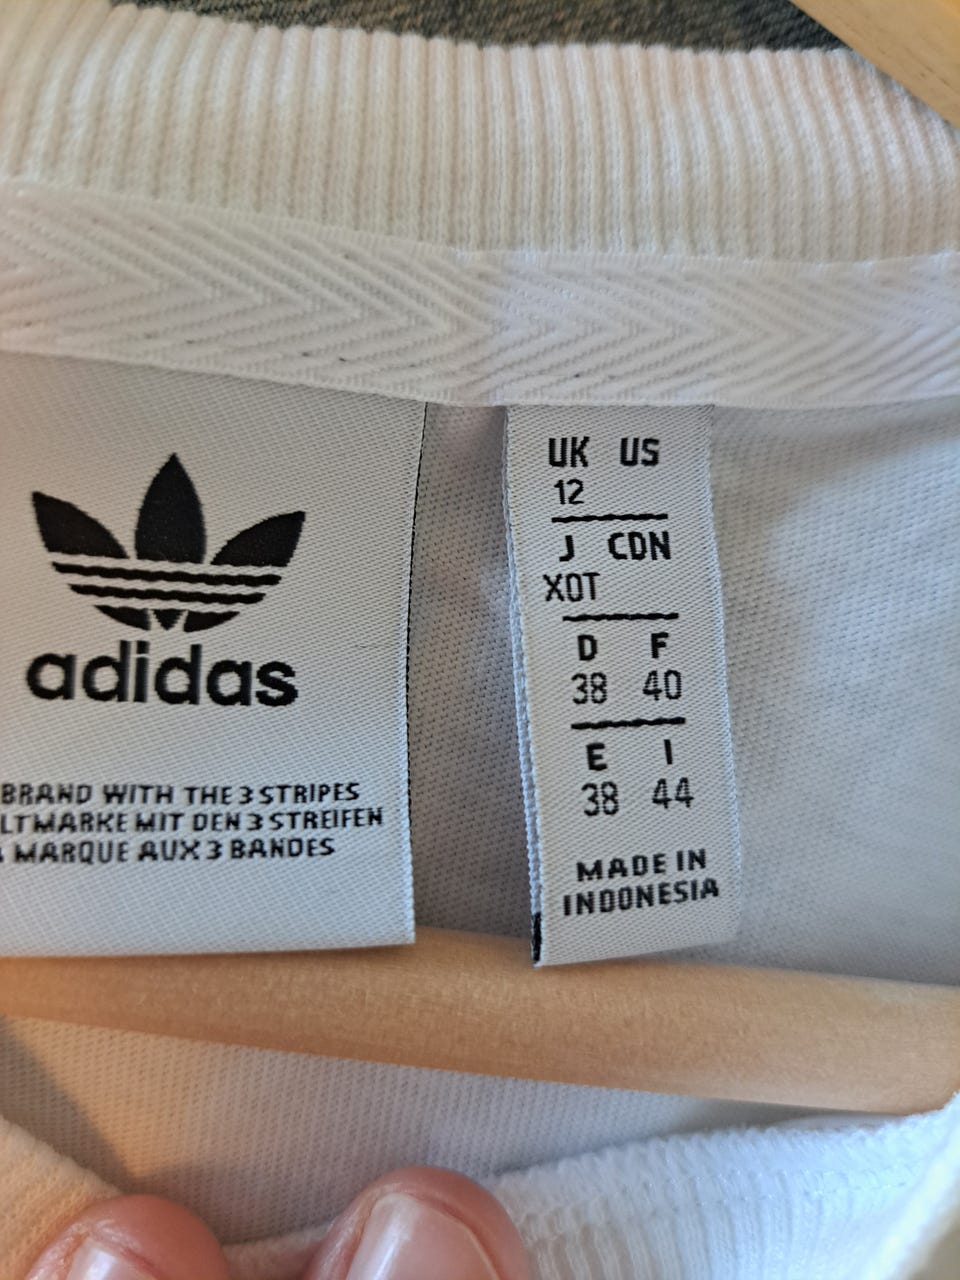 adidas
BRAND WITH THE 3 STRIPES
LTMARKE MIT DEN 3 STREIFEN
MARQUE AUX 3 BANDES
UK US
12
J CDN
XOT
D F
38 40
E I
38 44
MADE IN
INDONESIA